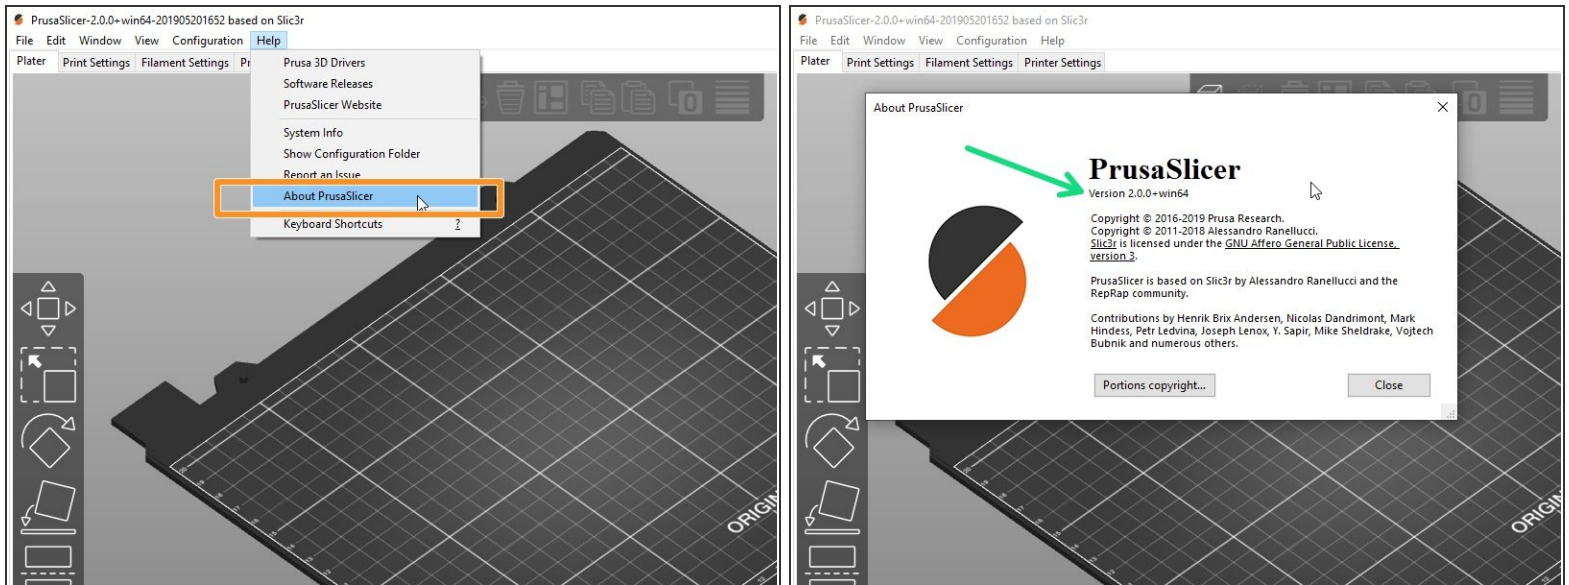 PrusaSlicer-2.0.0+win64-201905201652 based on Slic3r
File Edit Window View Configuration Help
Plater Print Settings Filament Settings
Prusa 3D Drivers
Software Releases
PrusaSlicer Website
System Info
Show Configuration Folder
Report an Issue
About PrusaSlicer
Keyboard Shortcuts ?
ORIGIN
PrusaSlicer-2.0.0+win64-201905201652 based on Slic3r
File Edit Window View Configuration Help
Plater Print Settings Filament Settings Printer Settings
About PrusaSlicer
PrusaSlicer
Version 2.0.0+win64
Copyright © 2016-2019 Prusa Research.
Copyright © 2011-2018 Alessandro Ranellucci.
Slic3r is licensed under the GNU Affero General Public License,
version 3.
PrusaSlicer is based on Slic3r by Alessandro Ranellucci and the
RepRap community.
Contributions by Henrik Brix Andersen, Nicolas Dandrimont, Mark
Hindess, Petr Ledvina, Joseph Lenox, Y. Sapir, Mike Sheldrake, Vojtech
Bubnik and numerous others.
Portions copyright... Close
ORIGIN